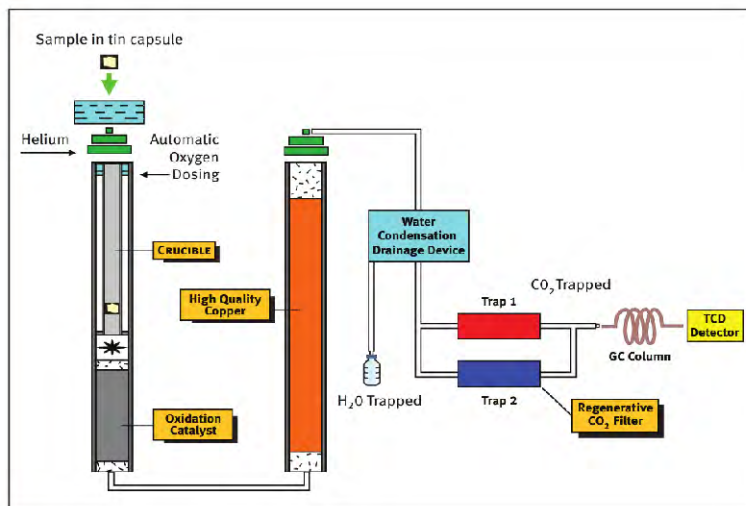 Sample in tin capsule
Helium
Automatic
Oxygen
Dosing
CRUCIBLE
High Quality
Copper
Oxidation
Catalyst
Water
Condensation
Drainage Device
H₂O Trapped
CO₂ Trapped
Trap 1
Trap 2
GC Column
TCD
Detector
Regenerative
CO₂ Filter